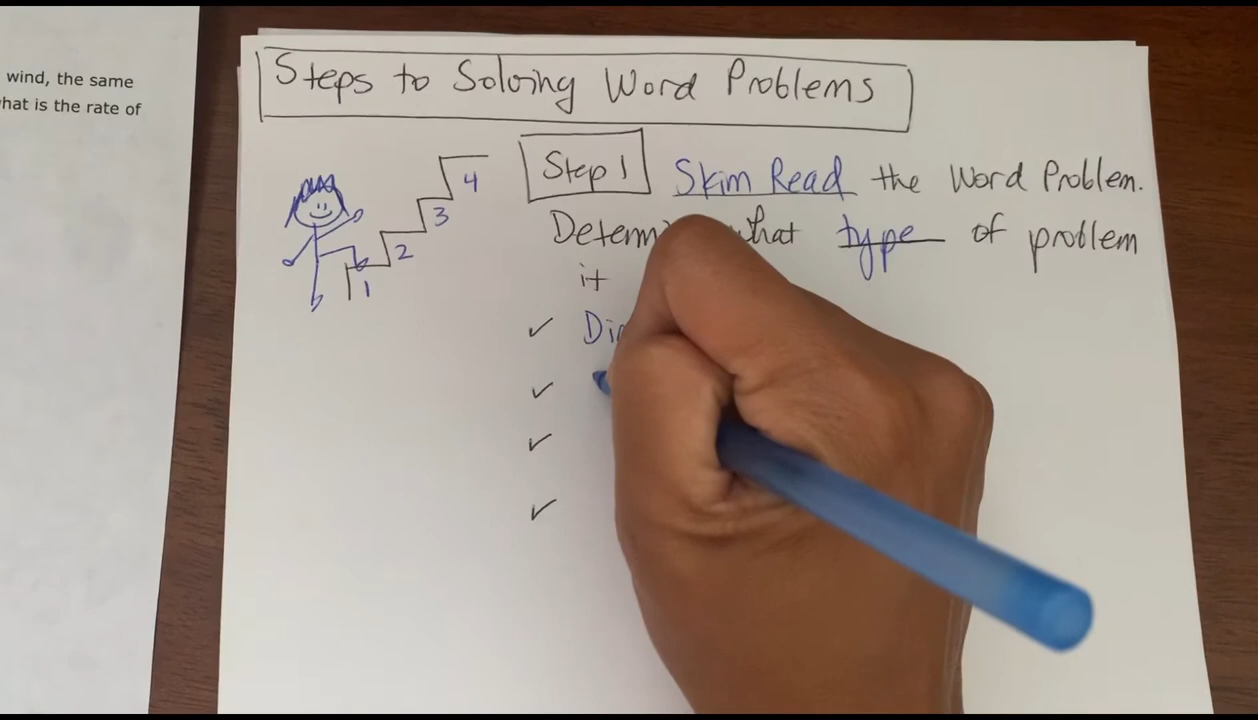 wind, the same
hat is the rate of
Steps to Solving Word Problems
Step 1 Skim Read the Word Problem.
what type of problem
it
4
3
2
1